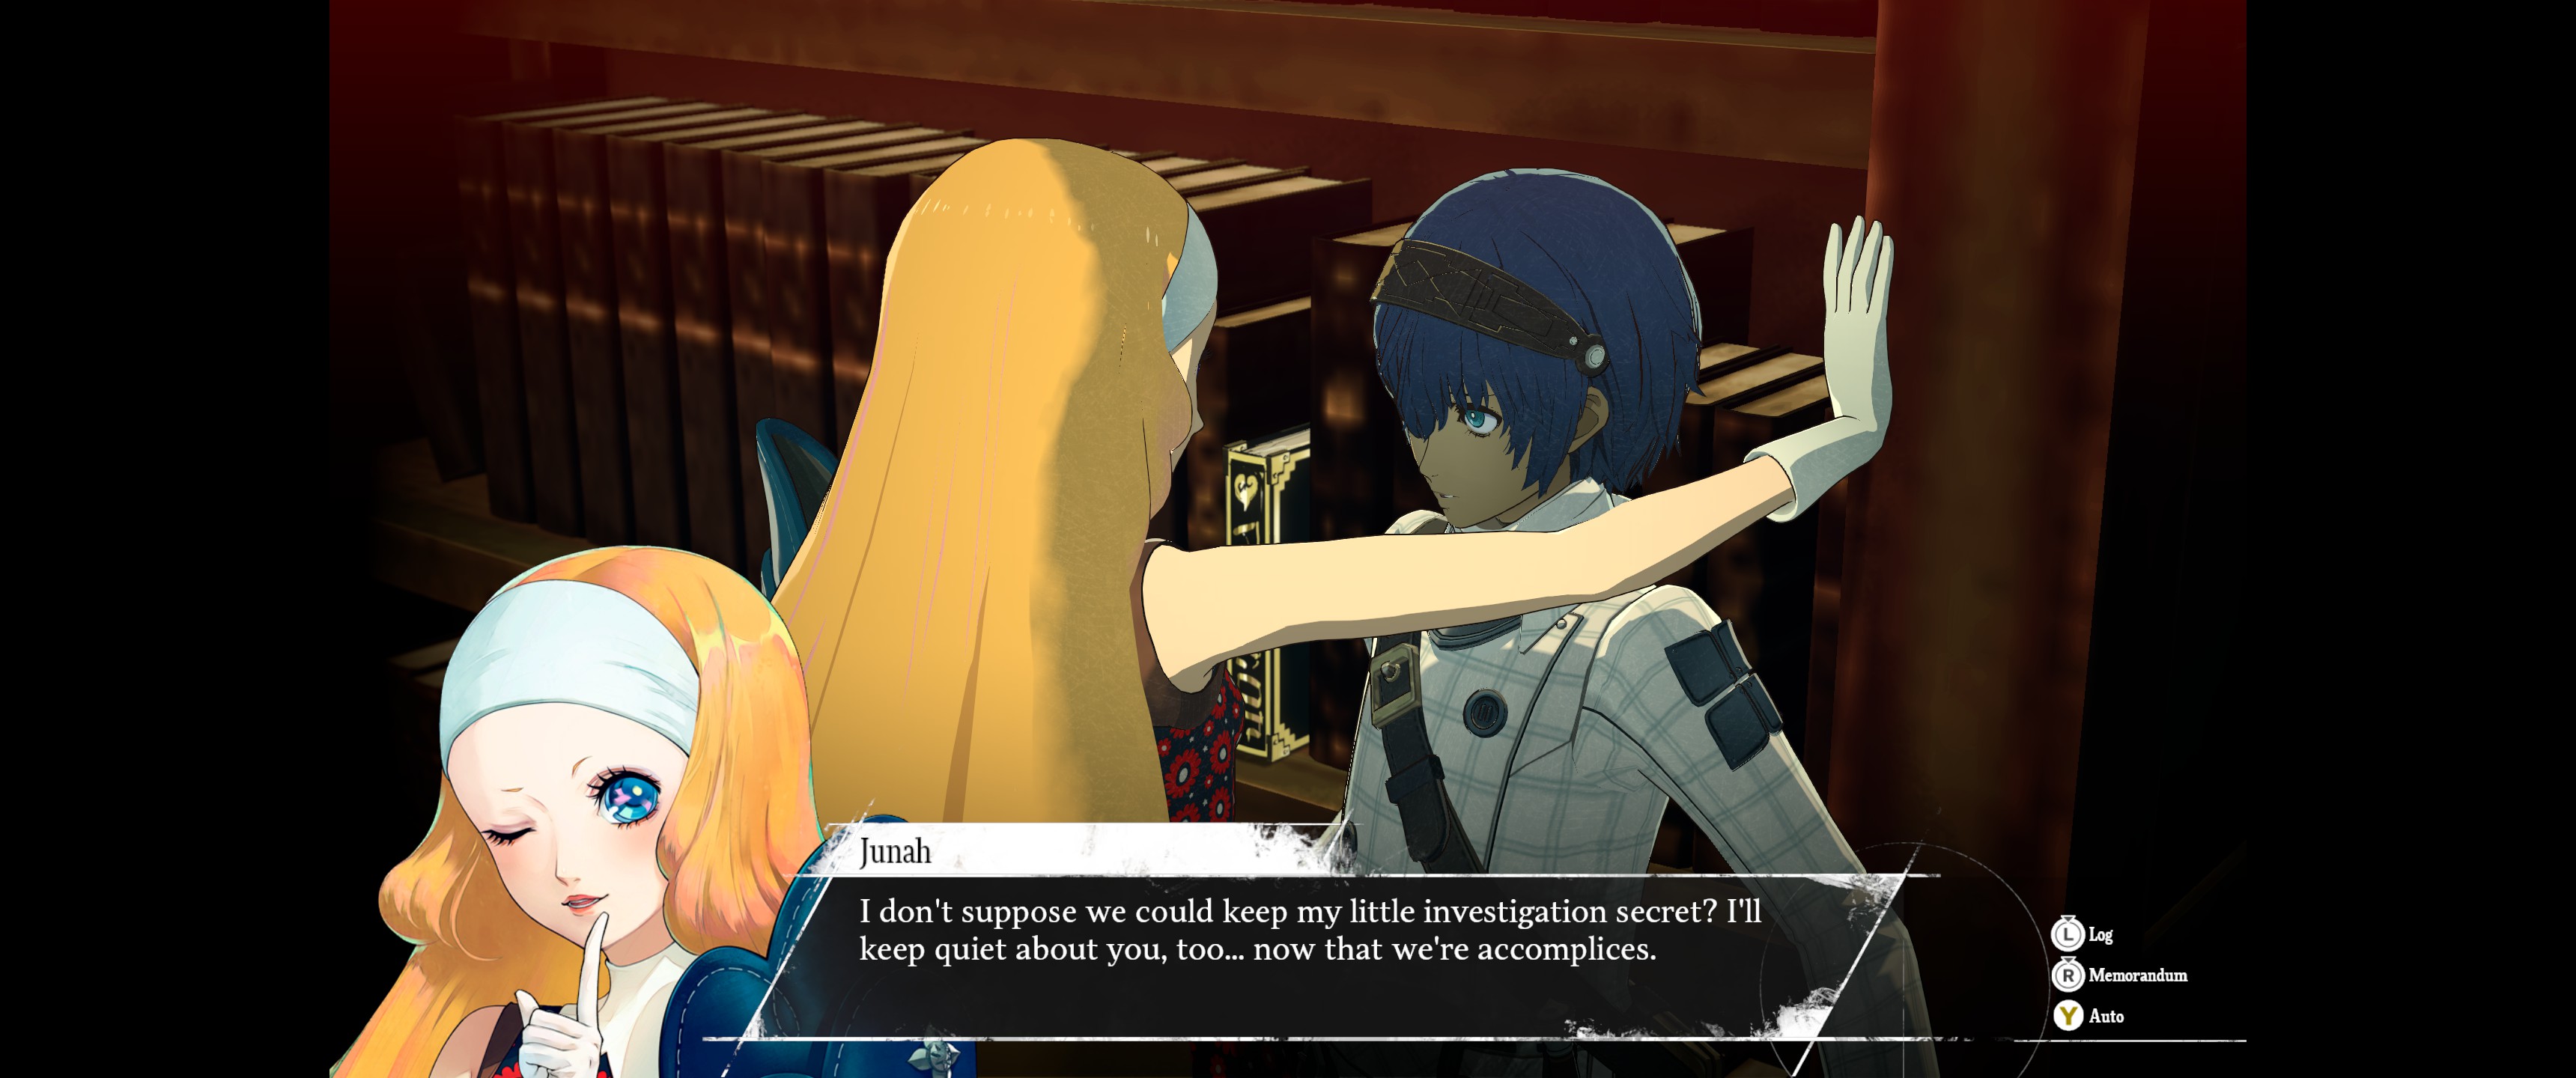 Junah
I don't suppose we could keep my little investigation secret? I'll
keep quiet about you, too... now that we're accomplices.
L Log
R Memorandum
Y Auto